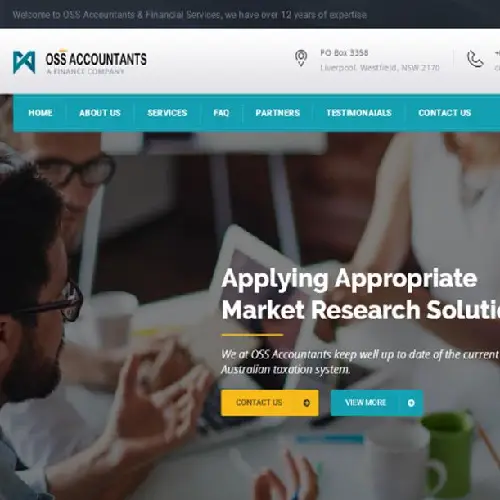 Welcome to OSS Accountants & Financial Services, we have over 12 years of expertise
OSS ACCOUNTANTS
A FINANCE COMPANY
PO Box 3358
Liverpool, Westfield, NSW 2170
HOME ABOUT US SERVICES FAQ PARTNERS TESTIMONAIALS CONTACT US
Applying Appropriate
Market Research Soluti
We at OSS Accountants keep well up to date of the current
Australian taxation system.
CONTACT US VIEW MORE